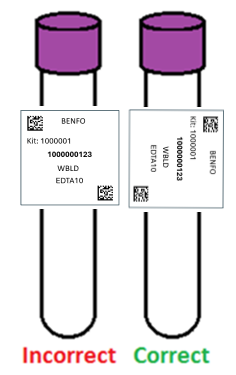 BENFO
Kit: 1000001
1000000123
WBLD
EDTA10
BENFO
Kit: 1000001
1000000123
WBLD
EDTA10
Incorrect
Correct